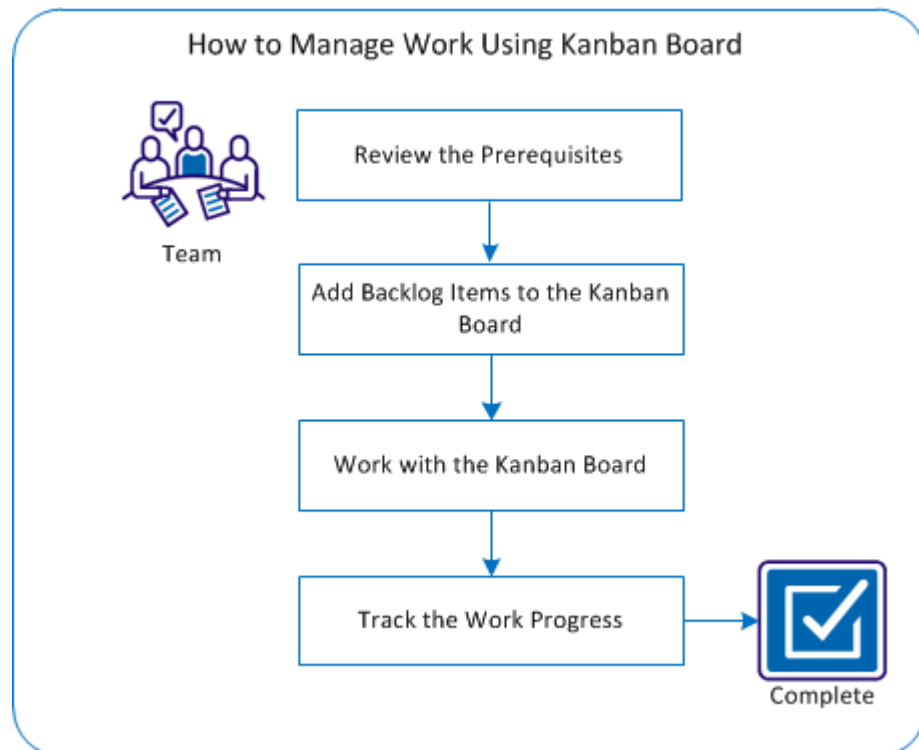 How to Manage Work Using Kanban Board
Review the Prerequisites
Team
Add Backlog Items to the Kanban
Board
Work with the Kanban Board
Track the Work Progress
Complete